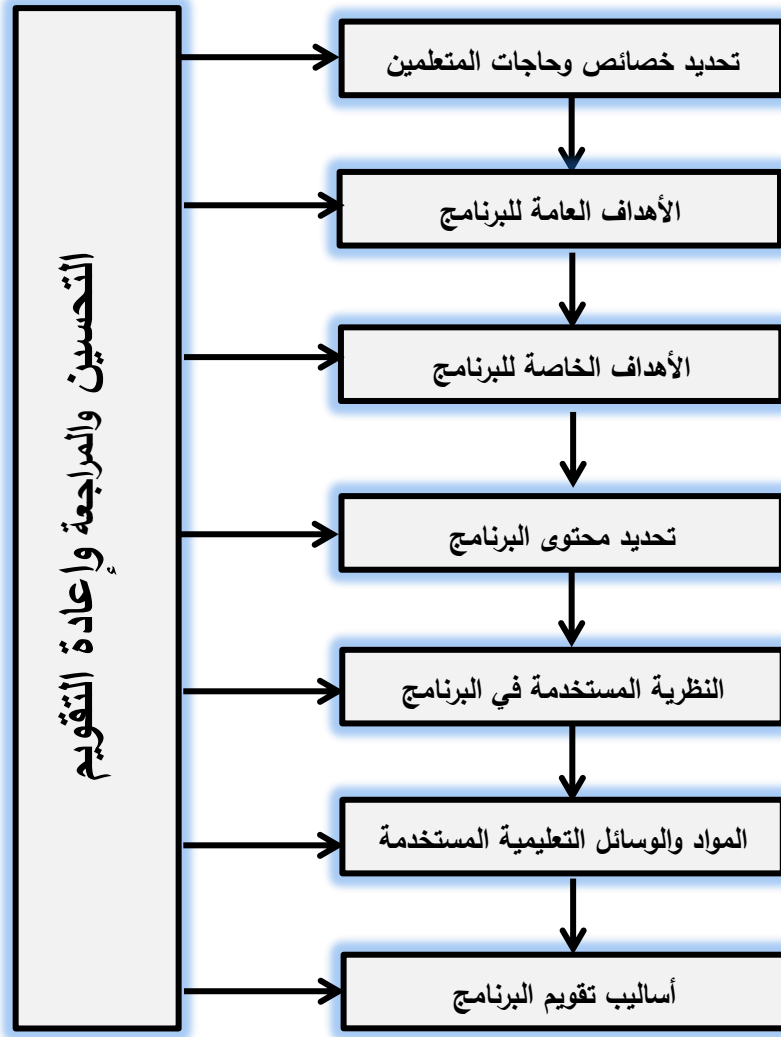 تحديد خصائص وحاجات المتعلمين
الأهداف العامة للبرنامج
الأهداف الخاصة للبرنامج
تحديد محتوى البرنامج
النظرية المستخدمة في البرنامج
المواد والوسائل التعليمية المستخدمة
أساليب تقويم البرنامج
التحسين والمراجعة وإعادة التقويم